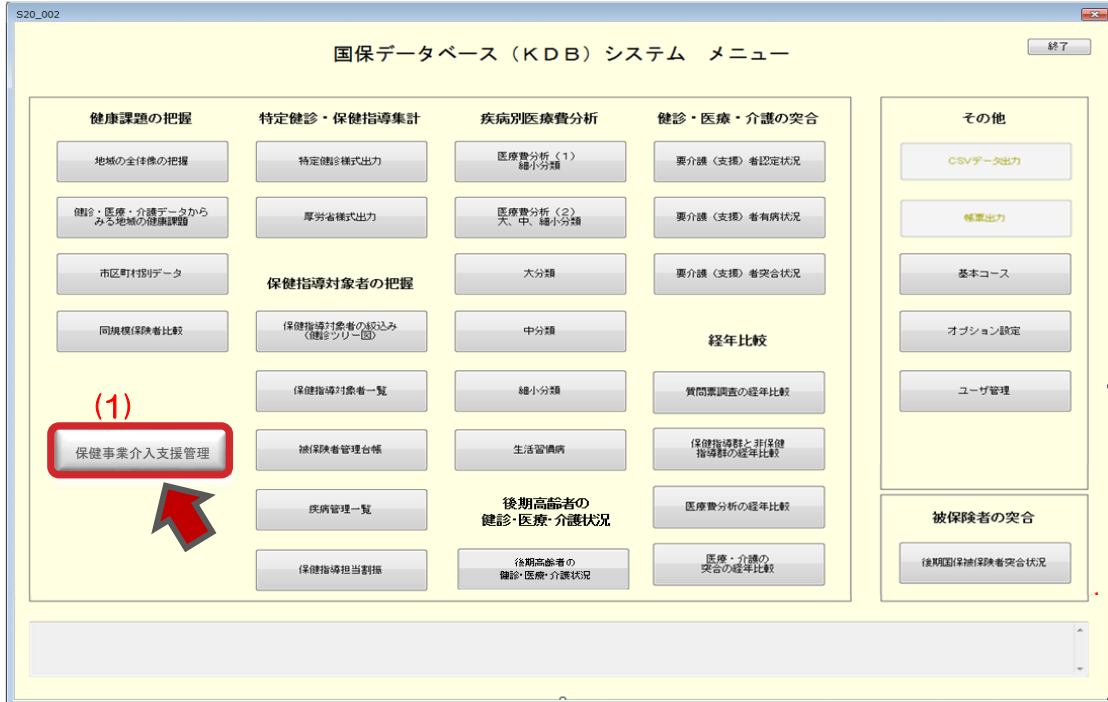 S20_002
国保データベース（KDB）システム　メニュー
終了
健康課題の把握
地域の全体像の把握
健診・医療・介護データから
みる地域の健康課題
市区町村別データ
同規模保険者比較
(1)
保健事業介入支援管理
特定健診・保健指導集計
特定健診様式出力
厚労省様式出力
保健指導対象者の把握
保健指導対象者の絞込み
（健診ツリー図）
保健指導対象者一覧
被保険者管理台帳
疾病管理一覧
保健指導担当割振
疾病別医療費分析
医療費分析（1）
細小分類
医療費分析（2）
大、中、細小分類
大分類
中分類
細小分類
生活習慣病
後期高齢者の
健診・医療・介護状況
後期高齢者の
健診・医療・介護状況
健診・医療・介護の突合
要介護（支援）者認定状況
要介護（支援）者有病状況
要介護（支援）者突合状況
経年比較
質問票調査の経年比較
保健指導群と非保健
指導群の経年比較
医療費分析の経年比較
医療・介護の
突合の経年比較
その他
CSVデータ出力
帳票出力
基本コース
オプション設定
ユーザ管理
被保険者の突合
後期国保被保険者突合状況